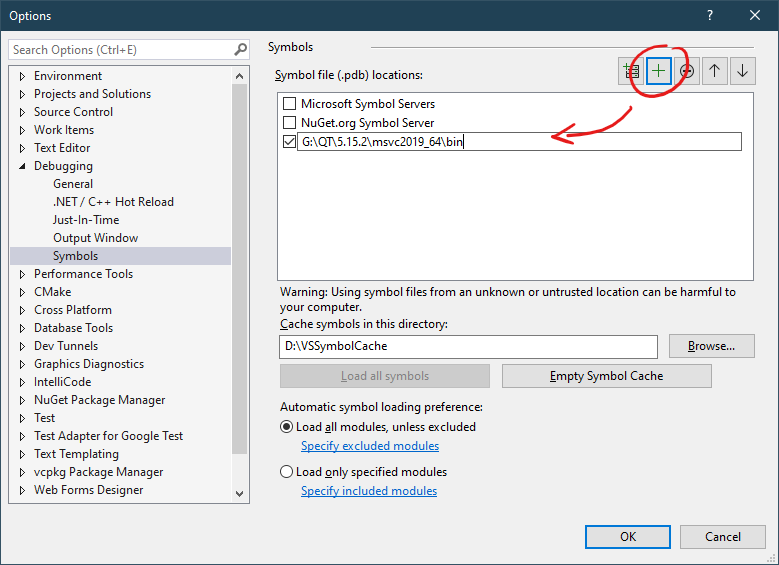 Options
?
Search Options (Ctrl+E)
Environment
Projects and Solutions
Source Control
Work Items
Text Editor
Debugging
General
.NET / C++ Hot Reload
Just-In-Time
Output Window
Symbols
Performance Tools
CMake
Cross Platform
Database Tools
Dev Tunnels
Graphics Diagnostics
IntelliCode
NuGet Package Manager
Test
Test Adapter for Google Test
Text Templating
vcpkg Package Manager
Web Forms Designer
Symbols
Symbol file (.pdb) locations:
Microsoft Symbol Servers
NuGet.org Symbol Server
G:\QT\5.15.2\msvc2019_64\bin
Warning: Using symbol files from an unknown or untrusted location can be harmful to
your computer.
Cache symbols in this directory:
D:\VSSymbolCache
Browse...
Load all symbols
Empty Symbol Cache
Automatic symbol loading preference:
Load all modules, unless excluded
Specify excluded modules
Load only specified modules
Specify included modules
OK
Cancel